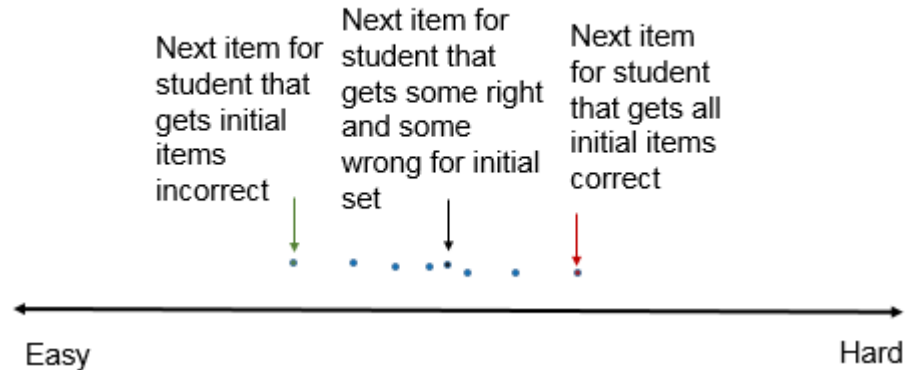 Next item for
student that
gets initial
items
incorrect
Next item for
student that
gets some right
and some
wrong for initial
set
Next item
for student
that gets all
initial items
correct
Easy
Hard